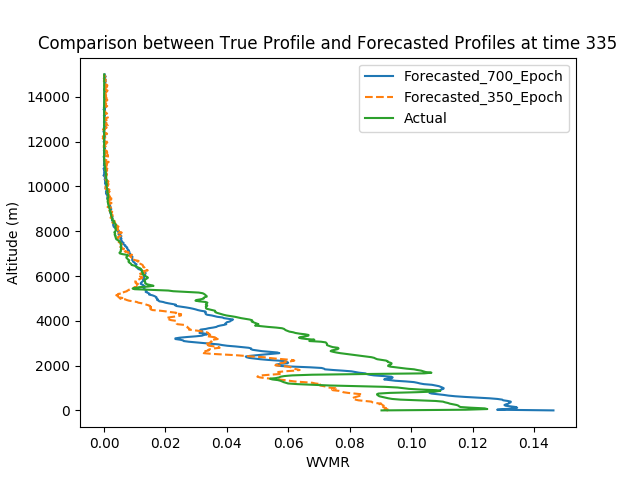 Comparison between True Profile and Forecasted Profiles at time 335
Forecasted_700_Epoch
Forecasted_350_Epoch
Actual
Altitude (m)
14000
12000
10000
8000
6000
4000
2000
0
0.00 0.02 0.04 0.06 0.08 0.10 0.12 0.14
WVMR